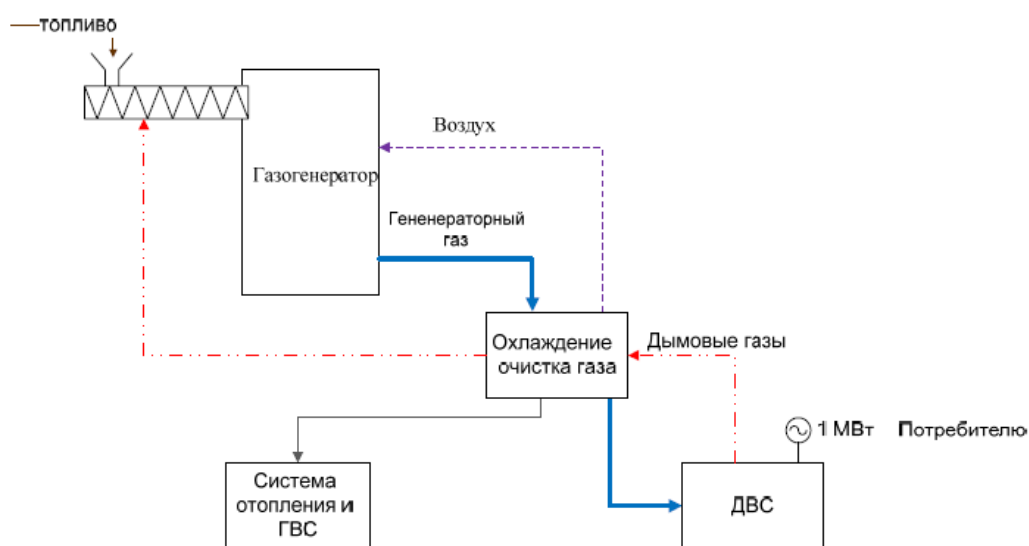 топливо
Воздух
Газогенератор
Гененераторный
газ
Охлаждение
очистка газа
Дымовые газы
1 МВт Потребителю
Система
отопления и
ГВС
ДВС